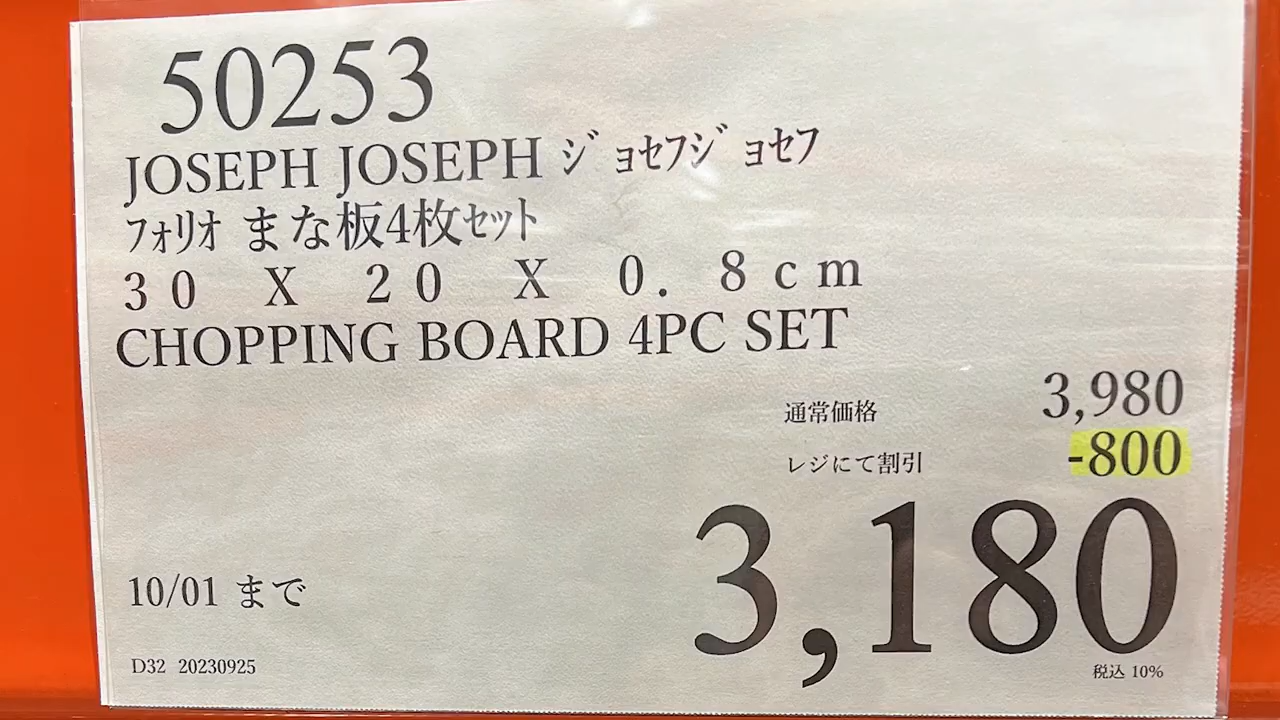 50253
JOSEPH JOSEPH ジョセフジョセフ
フォリオ まな板4枚セット
30 X 20 X 0.8cm
CHOPPING BOARD 4PC SET
通常価格 3,980
レジにて割引 -800
3,180
10/01 まで
D32 20230925
税込 10%